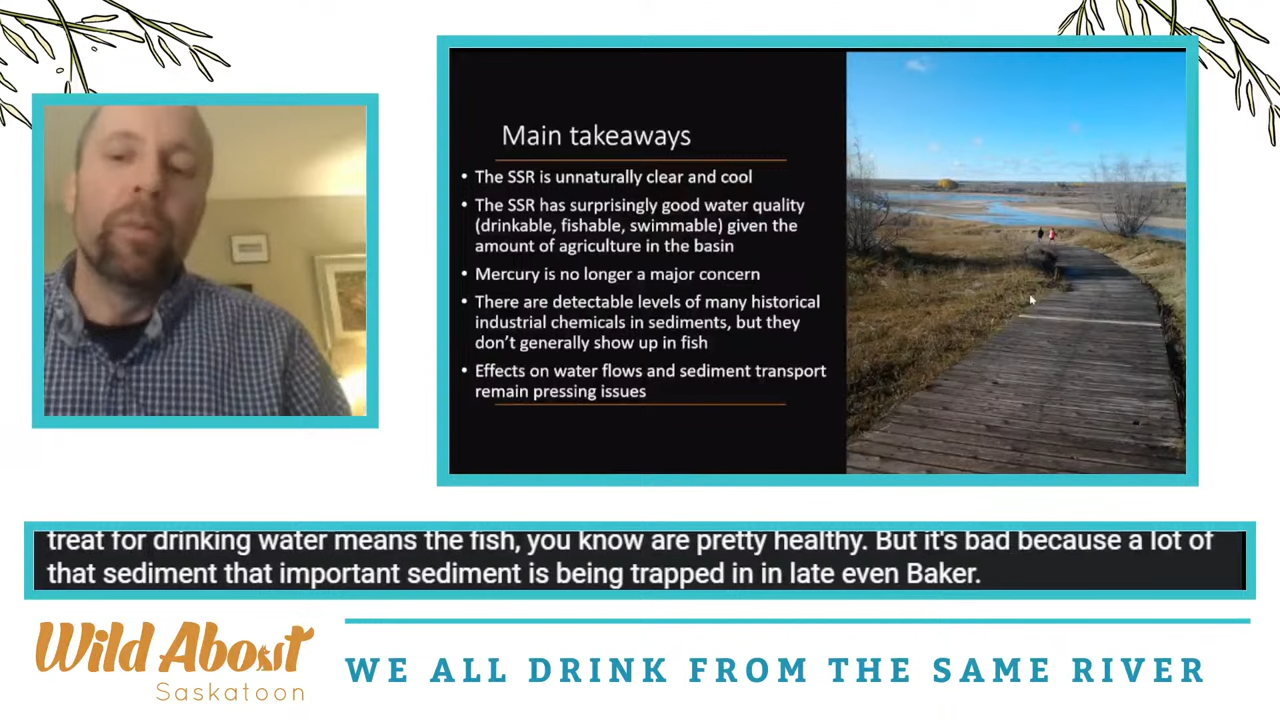 Main takeaways
• The SSR is unnaturally clear and cool
• The SSR has surprisingly good water quality
(drinkable, fishable, swimmable) given the
amount of agriculture in the basin
• Mercury is no longer a major concern
• There are detectable levels of many historical
industrial chemicals in sediments, but they
don't generally show up in fish
• Effects on water flows and sediment transport
remain pressing issues
treat for drinking water means the fish, you know are pretty healthy. But it's bad because a lot of
that sediment that important sediment is being trapped in in late even Baker.
Wild About
Saskatoon
WE ALL DRINK FROM THE SAME RIVER